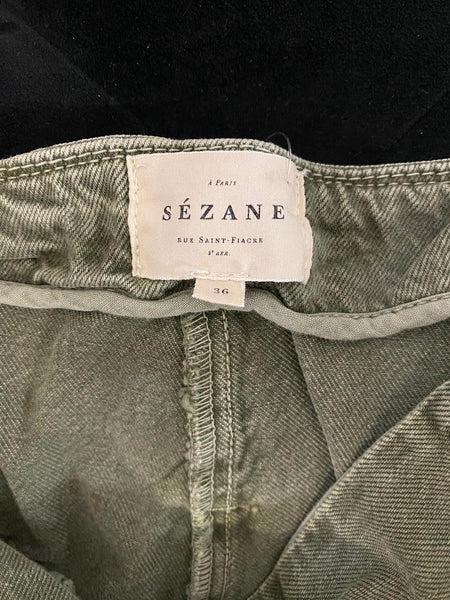 À PARIS
SÉZANE
RUE SAINT-FIACRE
2e ARR.
36